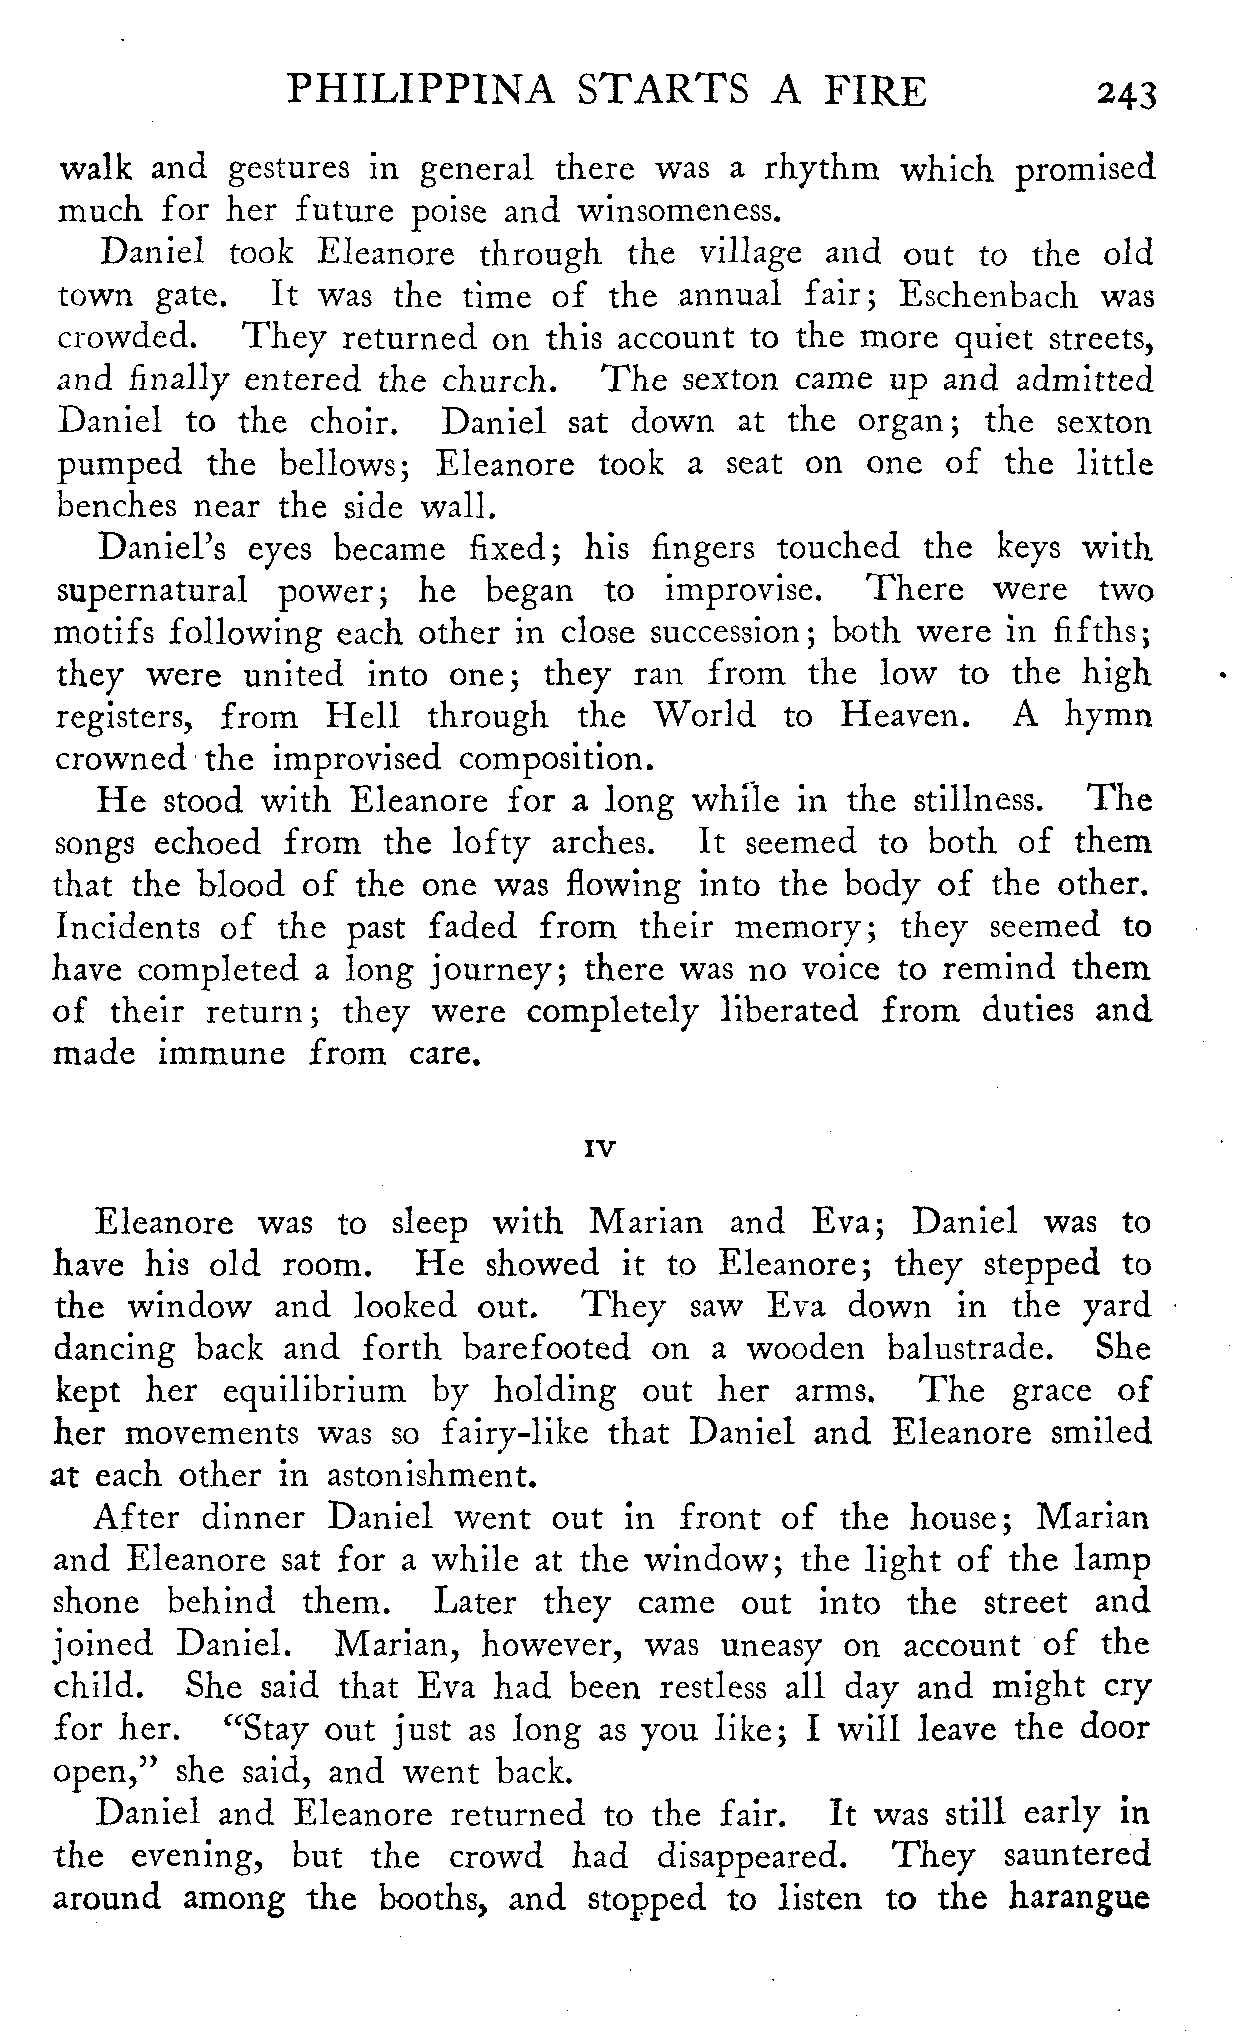 PHILIPPINA STARTS A FIRE 243
walk and gestures in general there was a rhythm which promised
much for her future poise and winsomeness.
Daniel took Eleanore through the village and out to the old
town gate. It was the time of the annual fair; Eschenbach was
crowded. They returned on this account to the more quiet streets,
and finally entered the church. The sexton came up and admitted
Daniel to the choir. Daniel sat down at the organ; the sexton
pumped the bellows; Eleanore took a seat on one of the little
benches near the side wall.
Daniel's eyes became fixed; his fingers touched the keys with
supernatural power; he began to improvise. There were two
motifs following each other in close succession; both were in fifths;
they were united into one; they ran from the low to the high
registers, from Hell through the World to Heaven. A hymn
crowned the improvised composition.
He stood with Eleanore for a long while in the stillness. The
songs echoed from the lofty arches. It seemed to both of them
that the blood of the one was flowing into the body of the other.
Incidents of the past faded from their memory; they seemed to
have completed a long journey; there was no voice to remind them
of their return; they were completely liberated from duties and
made immune from care.
IV
Eleanore was to sleep with Marian and Eva; Daniel was to
have his old room. He showed it to Eleanore; they stepped to
the window and looked out. They saw Eva down in the yard
dancing back and forth barefooted on a wooden balustrade. She
kept her equilibrium by holding out her arms. The grace of
her movements was so fairy-like that Daniel and Eleanore smiled
at each other in astonishment.
After dinner Daniel went out in front of the house; Marian
and Eleanore sat for a while at the window; the light of the lamp
shone behind them. Later they came out into the street and
joined Daniel. Marian, however, was uneasy on account of the
child. She said that Eva had been restless all day and might cry
for her. "Stay out just as long as you like; I will leave the door
open," she said, and went back.
Daniel and Eleanore returned to the fair. It was still early in
the evening, but the crowd had disappeared. They sauntered
around among the booths, and stopped to listen to the harangue